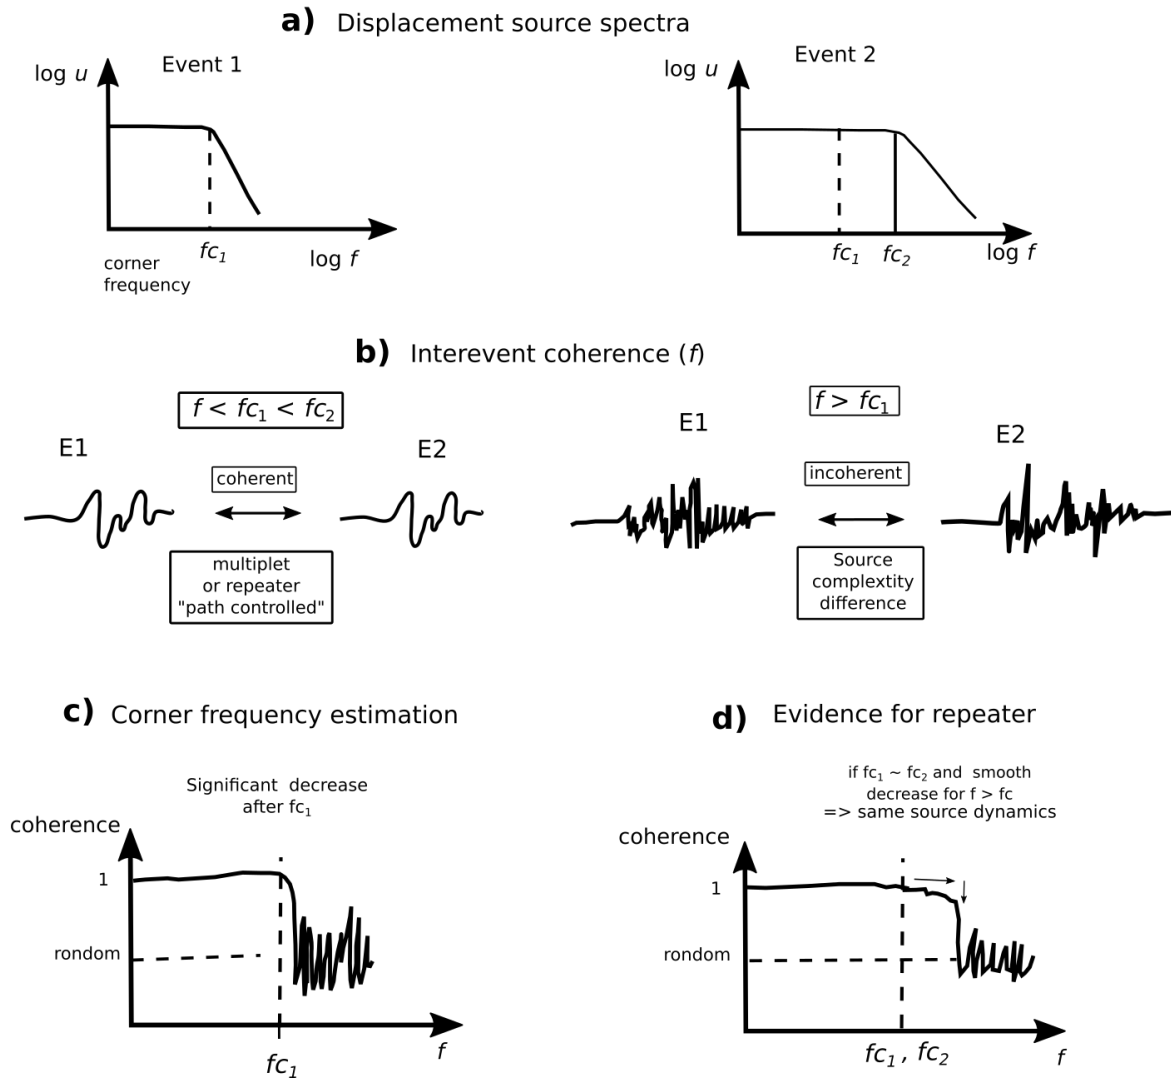 a) Displacement source spectra
Event 1
log u
fc1
log f
corner
frequency
Event 2
log u
fc1
fc2
log f
b) Interevent coherence (f)
f < fc1 < fc2
E1
E2
coherent
multiplet
or repeater
"path controlled"
f > fc1
E1
E2
incoherent
Source
complextity
difference
c) Corner frequency estimation
Significant decrease
after fc1
coherence
1
rondom
fc1
f
d) Evidence for repeater
if fc1 ~ fc2 and smooth
decrease for f > fc
=> same source dynamics
coherence
1
rondom
fc1 , fc2
f